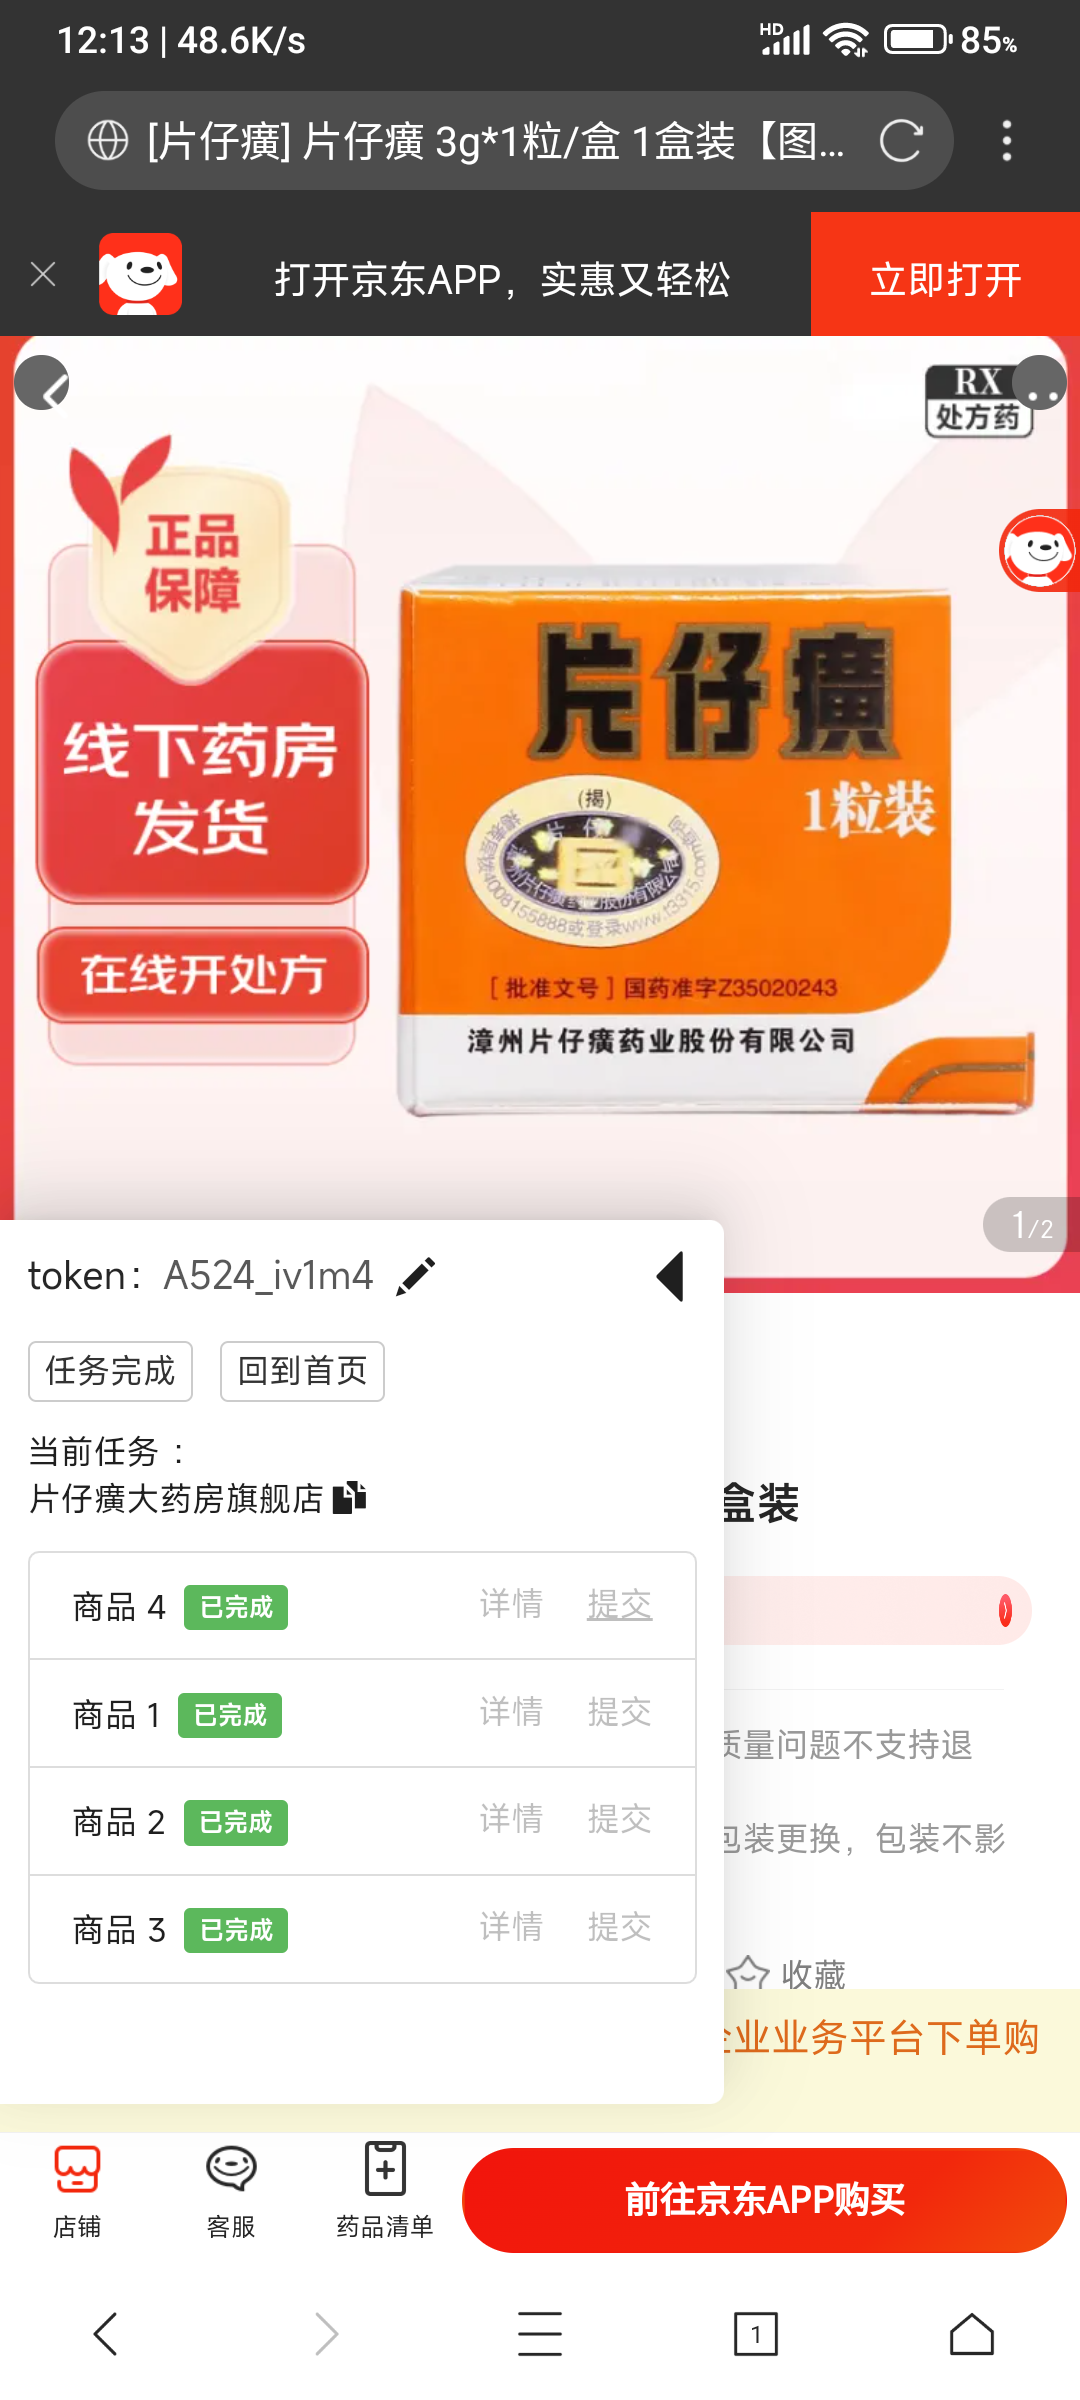 12:13 | 48.6K/s
HD
85%
[片仔癀] 片仔癀 3g*1粒/盒 1盒装【图...
打开京东APP，实惠又轻松
立即打开
RX
处方药
正品
保障
线下药房
发货
在线开处方
片仔癀
1粒装
(揭)
[ 批准文号 ] 国药准字Z35020243
漳州片仔癀药业股份有限公司
1/2
token： A524_iv1m4
任务完成
回到首页
当前任务 ：
片仔癀大药房旗舰店
盒装
商品 4 已完成 详情 提交
商品 1 已完成 详情 提交
质量问题不支持退
商品 2 已完成 详情 提交
包装更换，包装不影
商品 3 已完成 详情 提交
收藏
企业业务平台下单购
店铺
客服
药品清单
前往京东APP购买
1